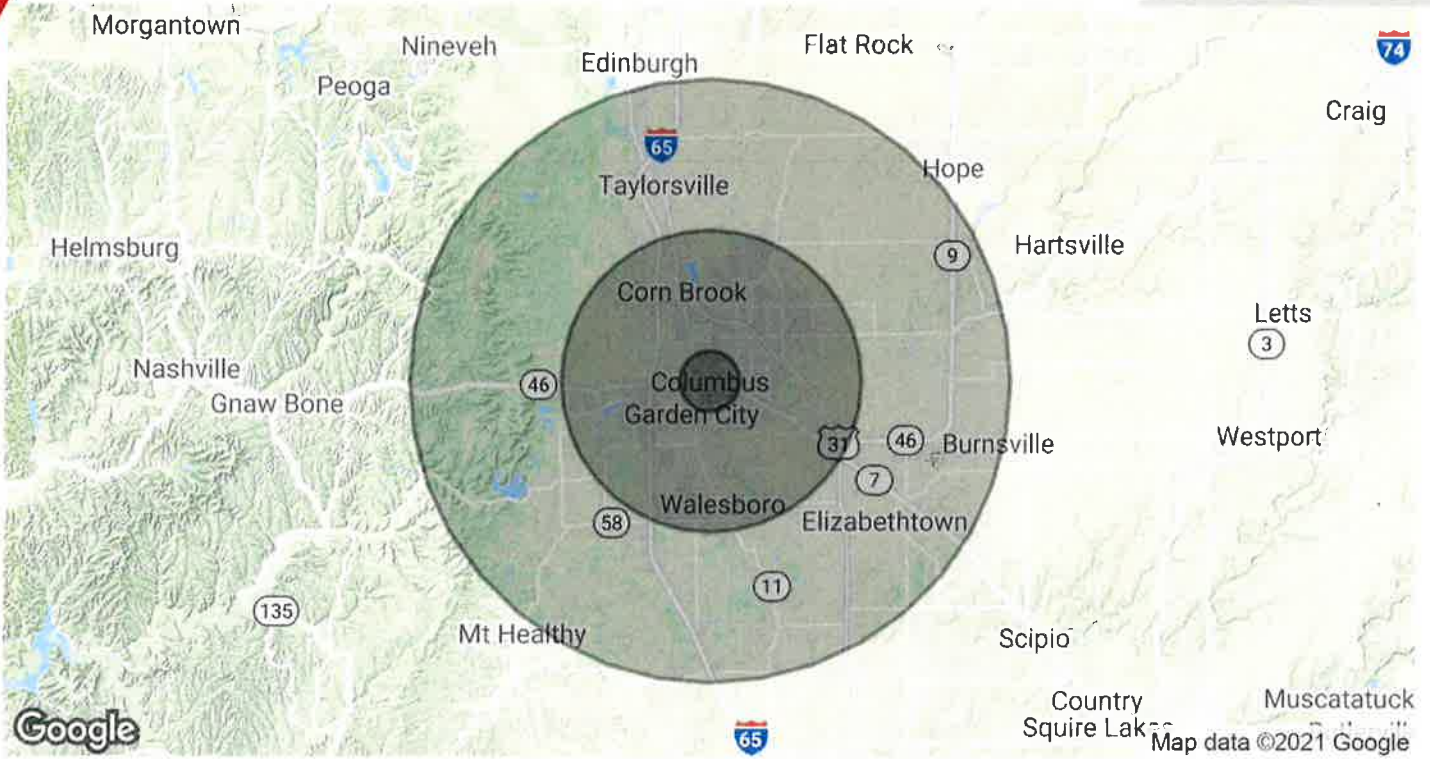 Morgantown
Nineveh
Flat Rock
74
Edinburgh
Peoga
Craig
65
Hope
Taylorsville
Helmsburg
Hartsville
9
Corn Brook
Letts
3
Nashville
46
Columbus
Gnaw Bone
Garden City
31
46
Burnsville
Westport
7
Walesboro
58
Elizabethtown
11
135
Mt Healthy
Scipio
Country
Squire Lakes
Muscatatuck
Google
65
Map data ©2021 Google